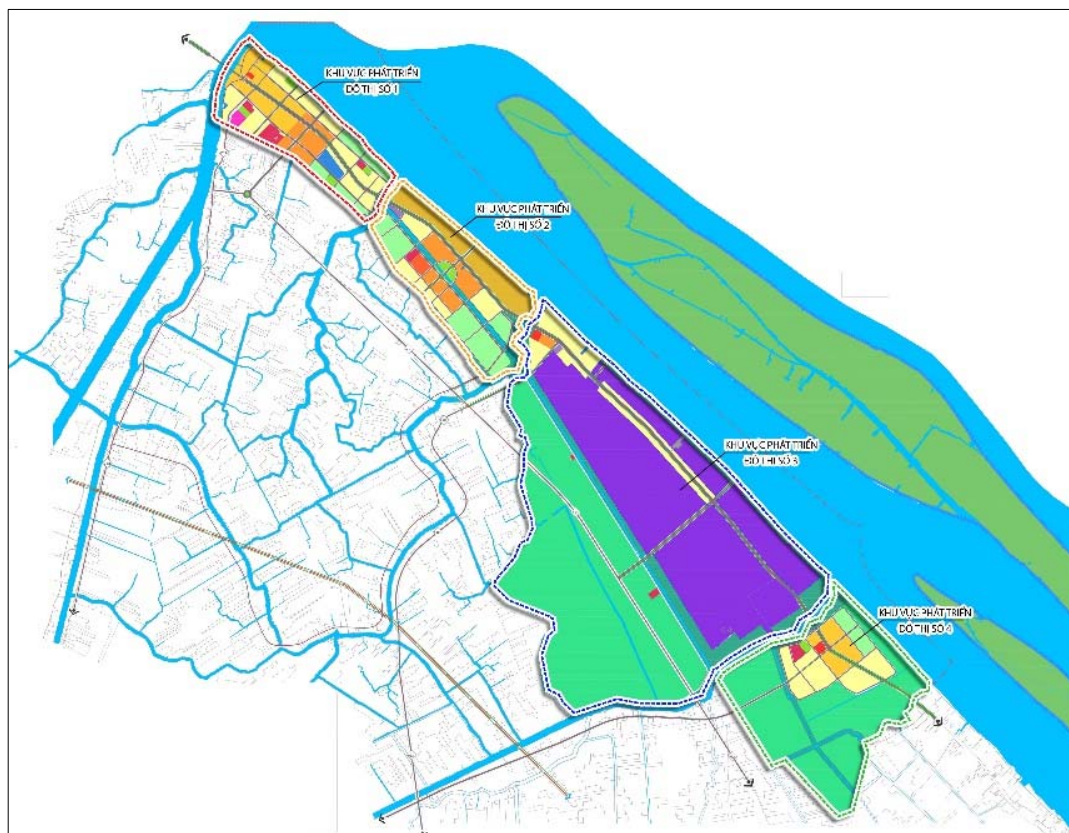 KHU VỰC PHÁT TRIỂN
ĐÔ THỊ SỐ 1
KHU VỰC PHÁT TRIỂN
ĐÔ THỊ SỐ 2
KHU VỰC PHÁT TRIỂN
ĐÔ THỊ SỐ 3
KHU VỰC PHÁT TRIỂN
ĐÔ THỊ SỐ 4